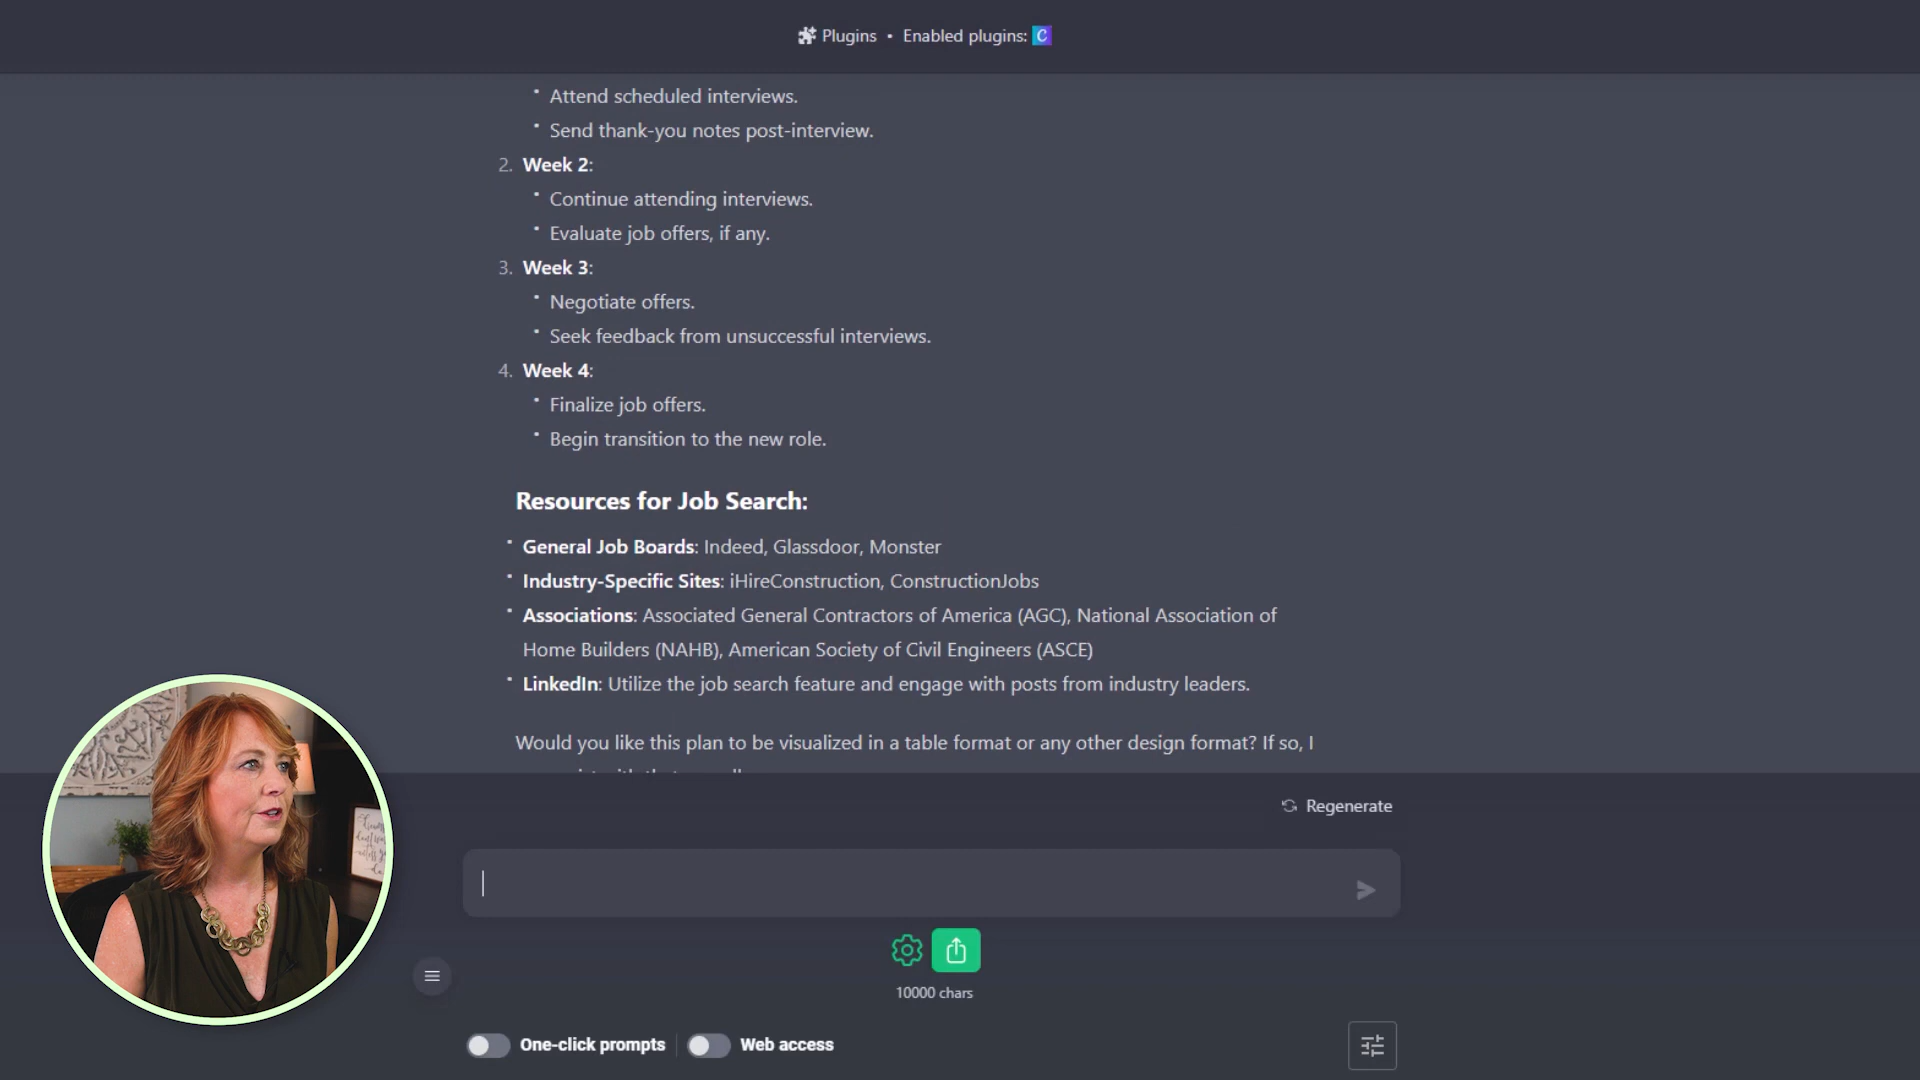 Plugins • Enabled plugins: C
• Attend scheduled interviews.
• Send thank-you notes post-interview.
2. Week 2:
• Continue attending interviews.
• Evaluate job offers, if any.
3. Week 3:
• Negotiate offers.
• Seek feedback from unsuccessful interviews.
4. Week 4:
• Finalize job offers.
• Begin transition to the new role.
Resources for Job Search:
• General Job Boards: Indeed, Glassdoor, Monster
• Industry-Specific Sites: iHireConstruction, ConstructionJobs
• Associations: Associated General Contractors of America (AGC), National Association of
Home Builders (NAHB), American Society of Civil Engineers (ASCE)
• LinkedIn: Utilize the job search feature and engage with posts from industry leaders.
Would you like this plan to be visualized in a table format or any other design format? If so, I
Regenerate
10000 chars
One-click prompts
Web access